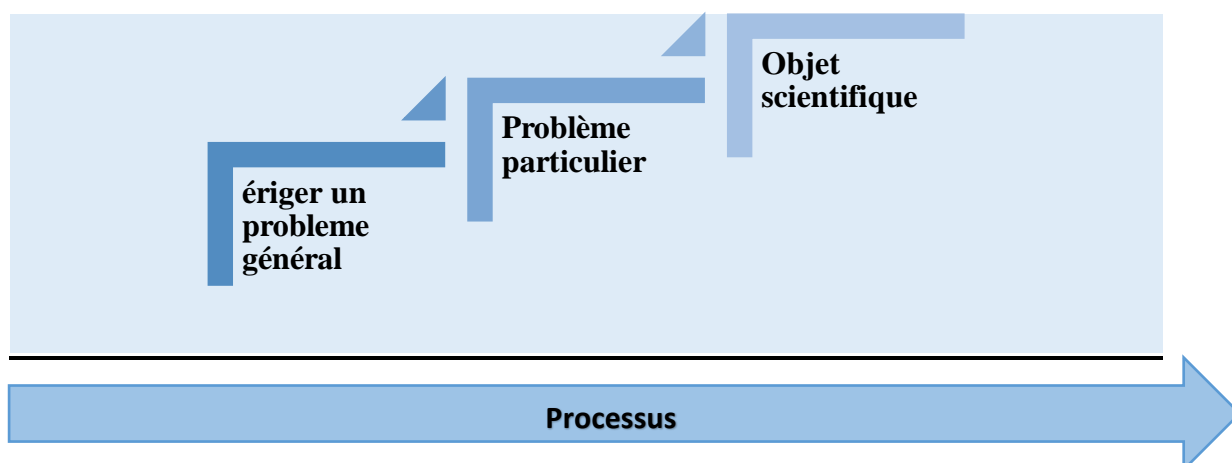 ériger un
probleme
général
Problème
particulier
Objet
scientifique
Processus